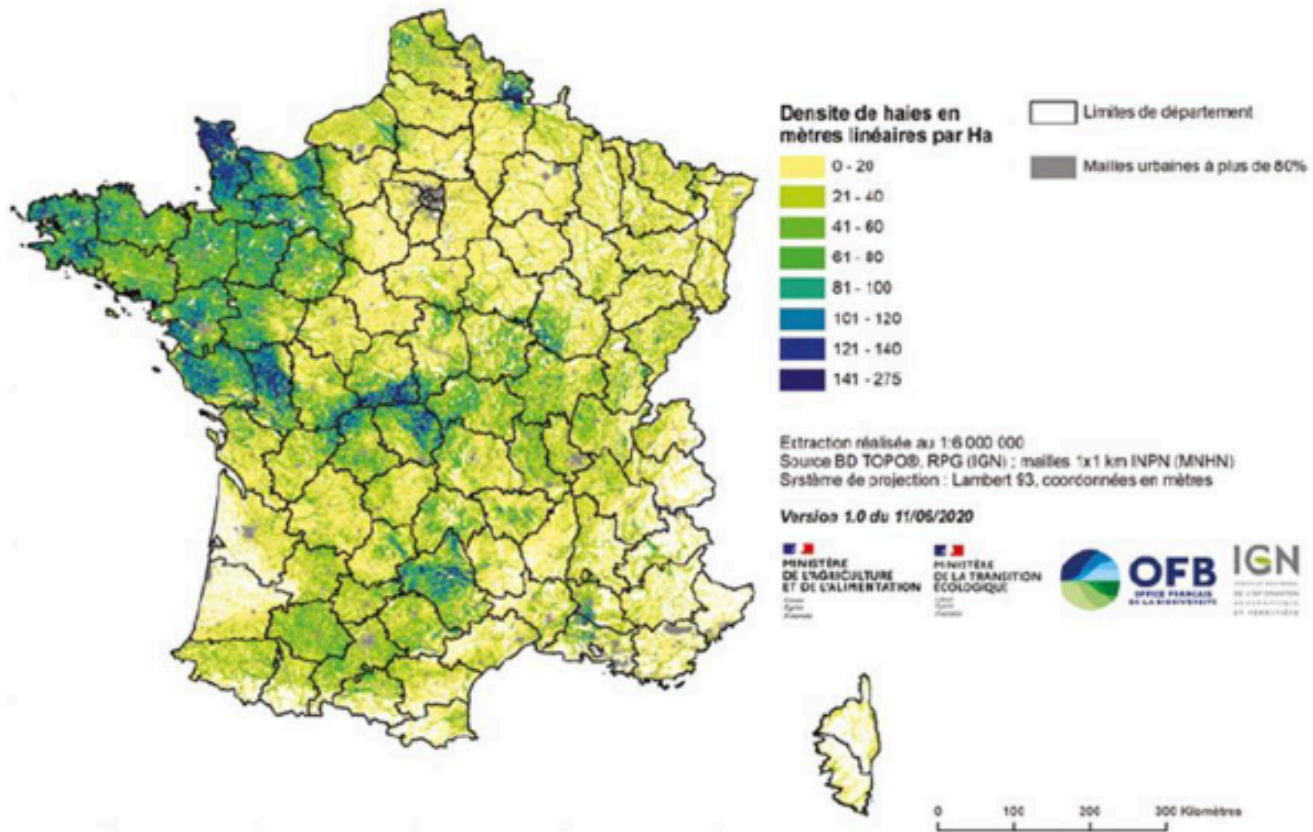 Densite de haies en
mètres linéaires par Ha
0 - 20
21 - 40
41 - 60
61 - 80
81 - 100
101 - 120
121 - 140
141 - 275
Limites de département
Mailles urbaines à plus de 80%
Extraction réalisée au 1:6 000 000
Source BD TOPO®, RPG (IGN) ; mailles 1x1 km INPN (MNHN)
Système de projection : Lambert 93, coordonnées en mètres
Version 1.0 du 11/06/2020
MINISTÈRE
DE L'AGRICULTURE
ET DE L'ALIMENTATION
MINISTÈRE
DE LA TRANSITION
ÉCOLOGIQUE
OFB
OFFICE FRANÇAIS
DE LA BIODIVERSITÉ
IGN
0 100 200 300 Kilomètres